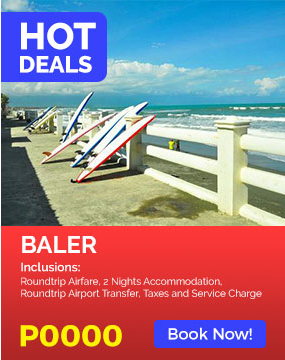 HOT
DEALS
BALER
Inclusions:
Roundtrip Airfare, 2 Nights Accommodation,
Roundtrip Airport Transfer, Taxes and Service Charge
P0000
Book Now!